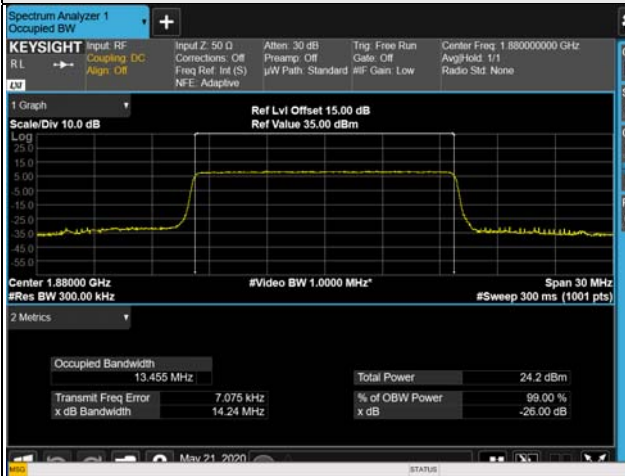 Spectrum Analyzer 1
Occupied BW
KEYSIGHT Input: RF Input Z: 50 Ω Atten: 30 dB Trig: Free Run Center Freq: 1.880000000 GHz
RL Coupling: DC Corrections: Off Preamp: Off Gate: Off Avg|Hold: 1/1
Align: Off Freq Ref: Int (S) µW Path: Standard #IF Gain: Low Radio Std: None
LXI NFE: Adaptive
1 Graph
Ref Lvl Offset 15.00 dB
Scale/Div 10.0 dB Ref Value 35.00 dBm
Log
25.0
15.0
5.00
-5.00
-15.0
-25.0
-35.0
-45.0
-55.0
Center 1.88000 GHz #Video BW 1.0000 MHz* Span 30 MHz
#Res BW 300.00 kHz #Sweep 300 ms (1001 pts)
2 Metrics
Occupied Bandwidth
13.455 MHz Total Power 24.2 dBm
Transmit Freq Error 7.075 kHz % of OBW Power 99.00 %
x dB Bandwidth 14.24 MHz x dB -26.00 dB
May 21, 2020
MSG STATUS